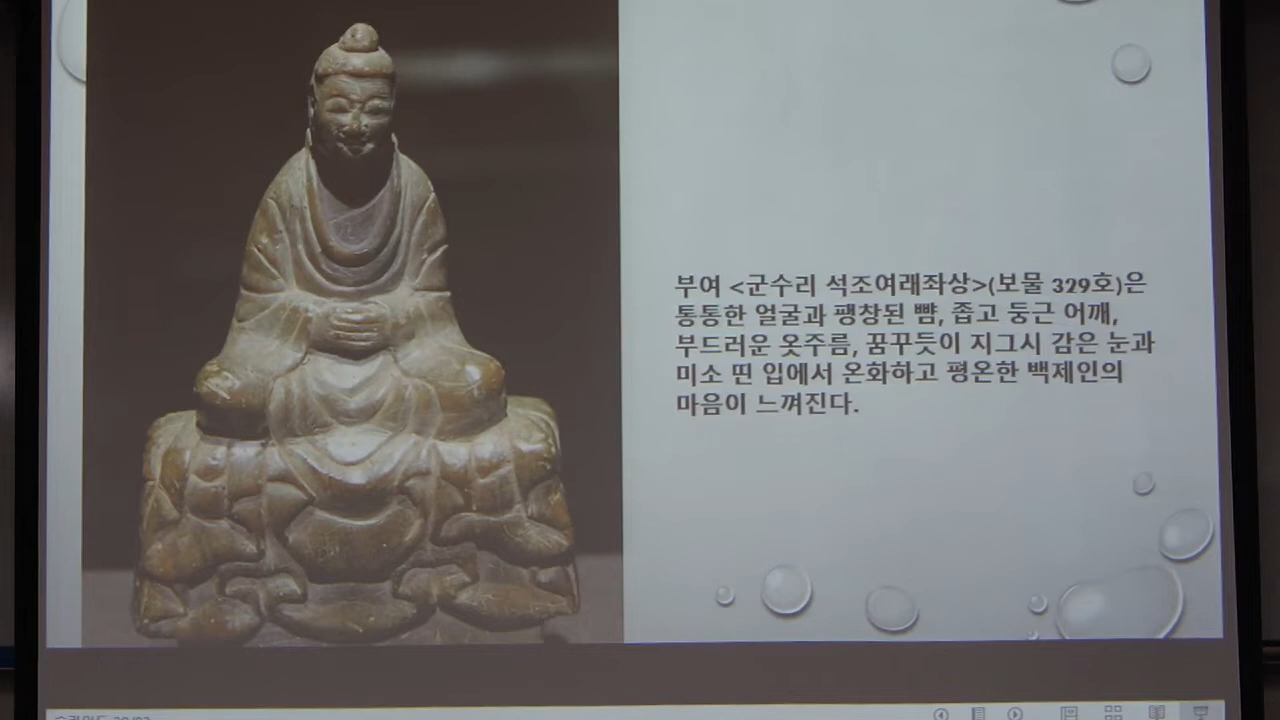 부여 <군수리 석조여래좌상>(보물 329호)은
통통한 얼굴과 팽창된 뺨, 좁고 둥근 어깨,
부드러운 옷주름, 꿈꾸듯이 지그시 감은 눈과
미소 띤 입에서 온화하고 평온한 백제인의
마음이 느껴진다.